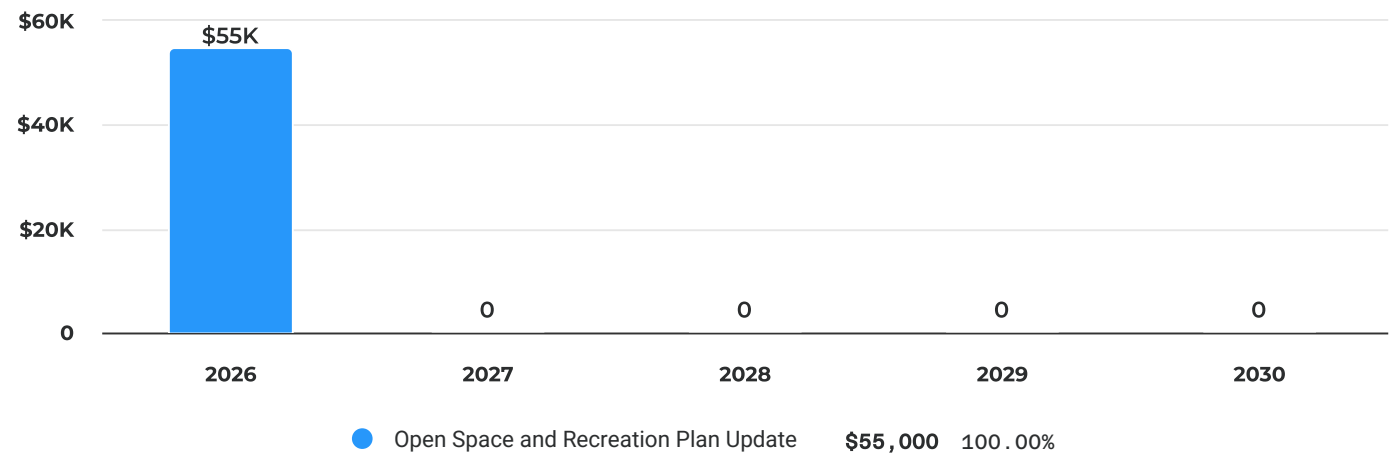 $60K
$55K
$40K
$20K
0
0 0 0 0
2026 2027 2028 2029 2030
Open Space and Recreation Plan Update $55,000 100.00%